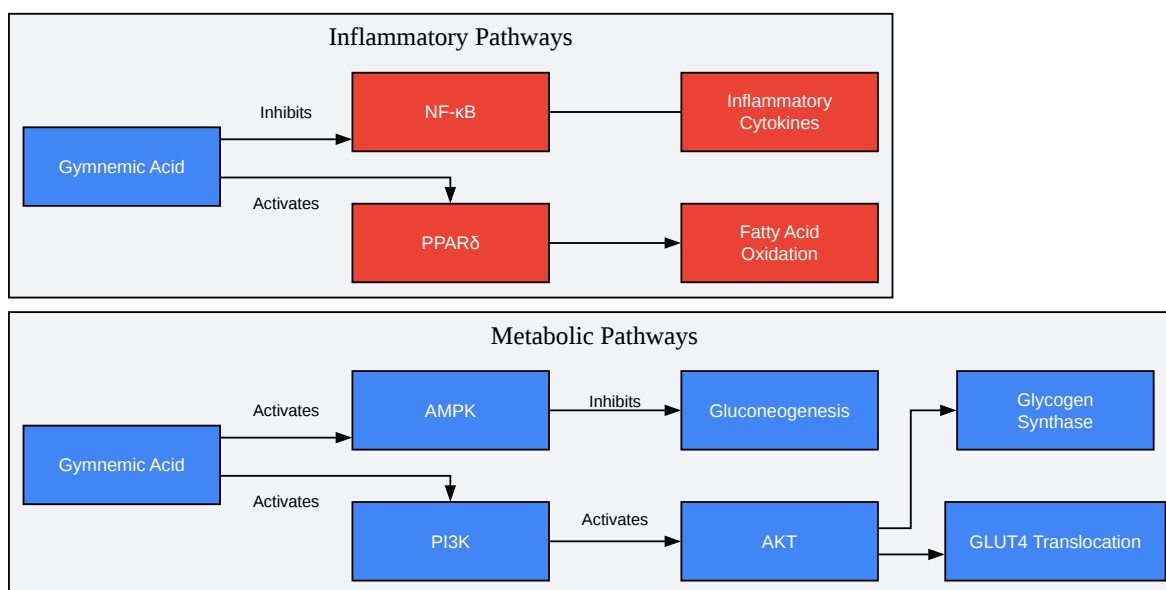 Inflammatory Pathways
Gymnemic Acid
Inhibits
NF-κB
Inflammatory
Cytokines
Activates
PPARδ
Fatty Acid
Oxidation
Metabolic Pathways
Gymnemic Acid
Activates
AMPK
Inhibits
Gluconeogenesis
Glycogen
Synthase
Activates
PI3K
Activates
AKT
GLUT4 Translocation